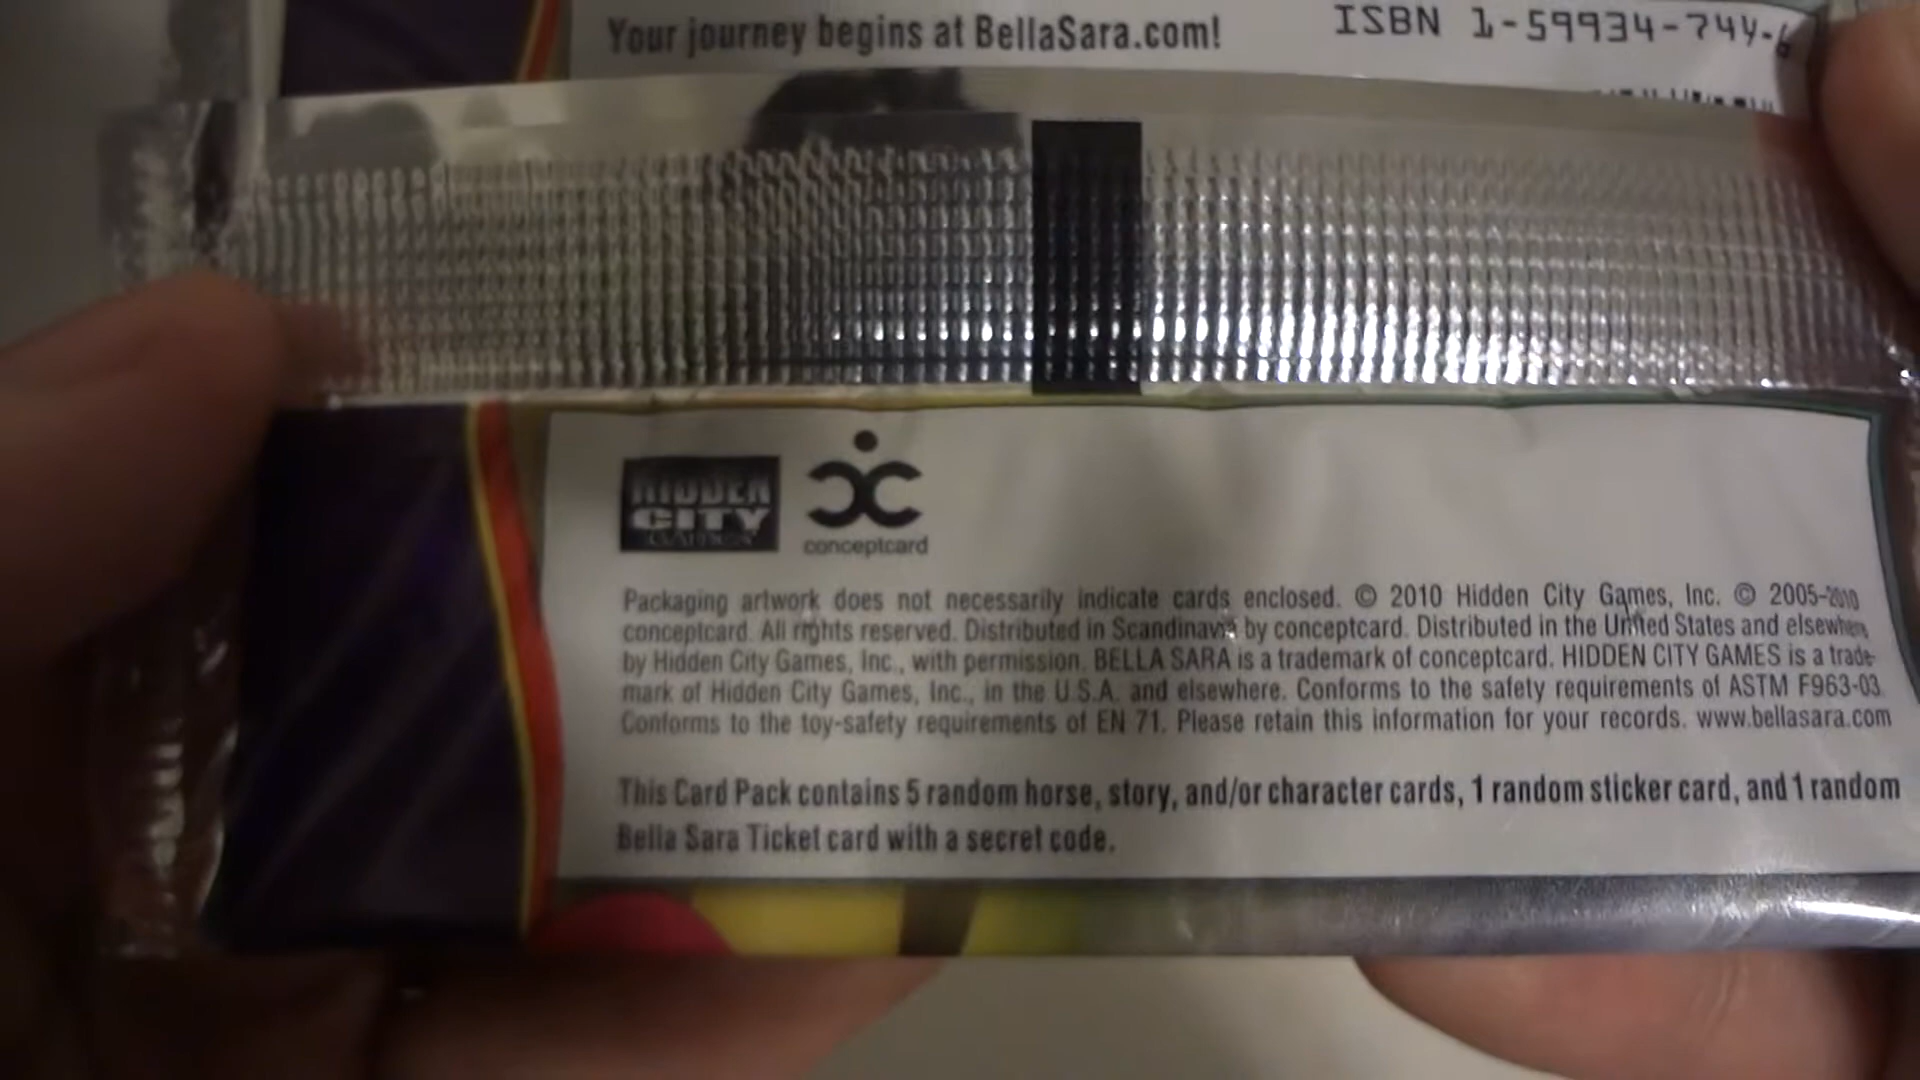 Your journey begins at BellaSara.com!
ISBN 1-59934-744-6
HIDDEN
CITY
GAMES
conceptcard
Packaging artwork does not necessarily indicate cards enclosed. © 2010 Hidden City Games, Inc. © 2005-2010
conceptcard. All rights reserved. Distributed in Scandinavia by conceptcard. Distributed in the United States and elsewhere
by Hidden City Games, Inc., with permission. BELLA SARA is a trademark of conceptcard. HIDDEN CITY GAMES is a trade-
mark of Hidden City Games, Inc., in the U.S.A. and elsewhere. Conforms to the safety requirements of ASTM F963-03
Conforms to the toy-safety requirements of EN 71. Please retain this information for your records. www.bellasara.com
This Card Pack contains 5 random horse, story, and/or character cards, 1 random sticker card, and 1 random
Bella Sara Ticket card with a secret code.